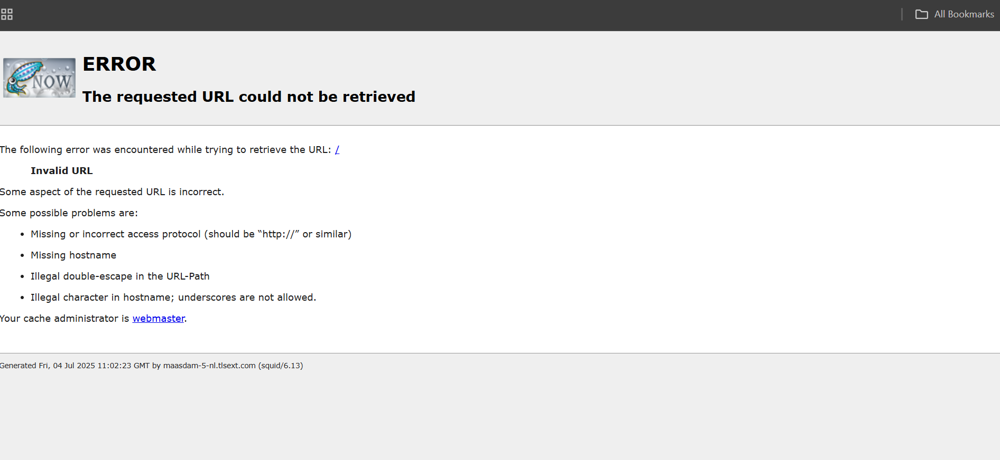 All Bookmarks
NOW
ERROR
The requested URL could not be retrieved
The following error was encountered while trying to retrieve the URL: /
Invalid URL
Some aspect of the requested URL is incorrect.
Some possible problems are:
• Missing or incorrect access protocol (should be “http://” or similar)
• Missing hostname
• Illegal double-escape in the URL-Path
• Illegal character in hostname; underscores are not allowed.
Your cache administrator is webmaster.
Generated Fri, 04 Jul 2025 11:02:23 GMT by maasdam-5-nl.tlsext.com (squid/6.13)